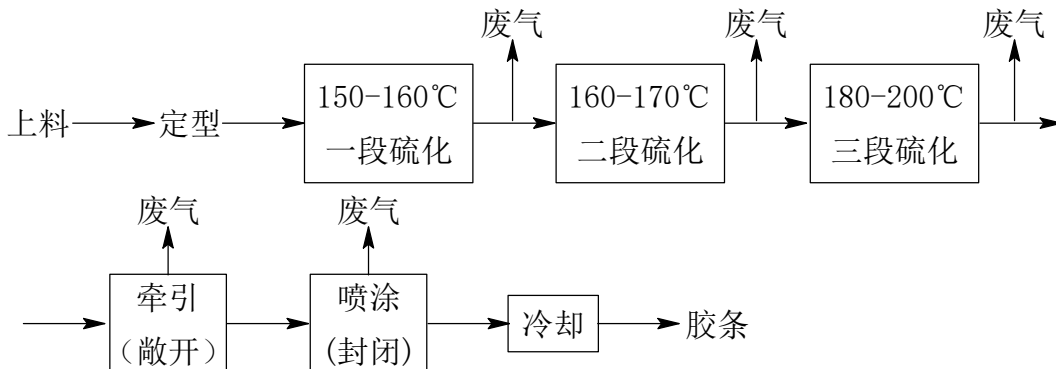 废气 废气 废气
上料 定型 150-160℃ 160-170℃ 180-200℃
一段硫化 二段硫化 三段硫化
废气 废气
牵引 喷涂 冷却 胶条
（敞开） (封闭)